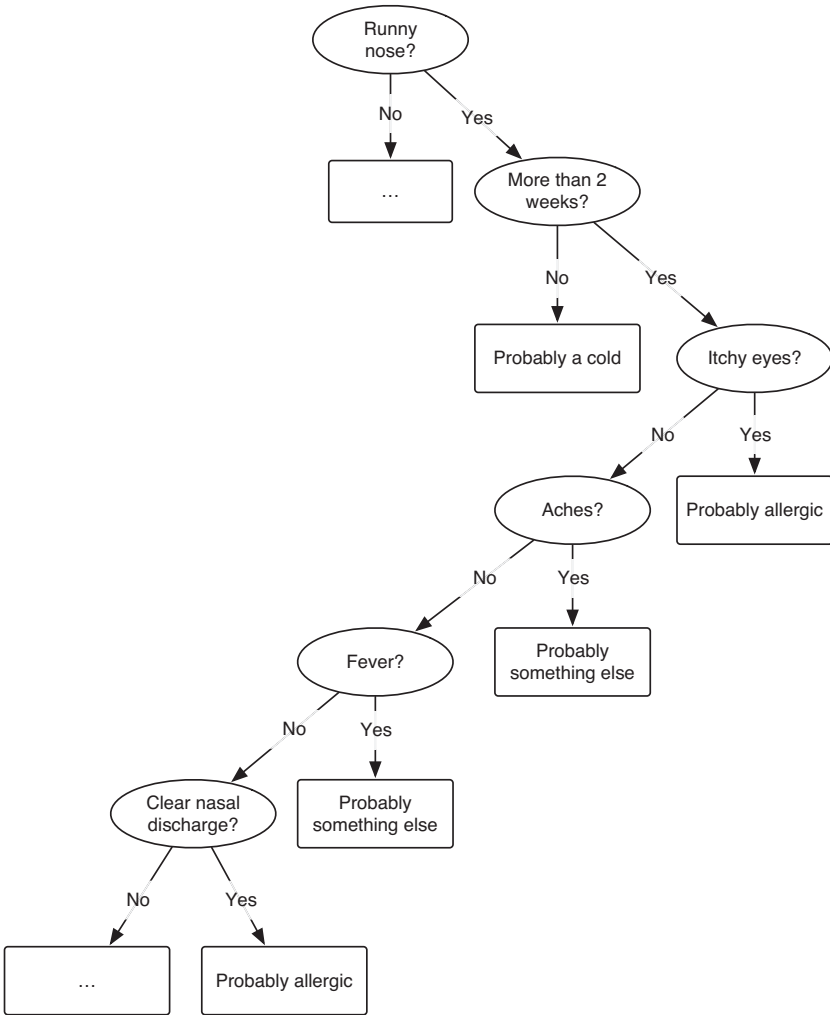 Runny
nose?
No
Yes
...
More than 2
weeks?
No
Yes
Probably a cold
Itchy eyes?
No
Yes
Aches?
Probably allergic
No
Yes
Fever?
Probably
something else
No
Yes
Clear nasal
discharge?
Probably
something else
No
Yes
...
Probably allergic